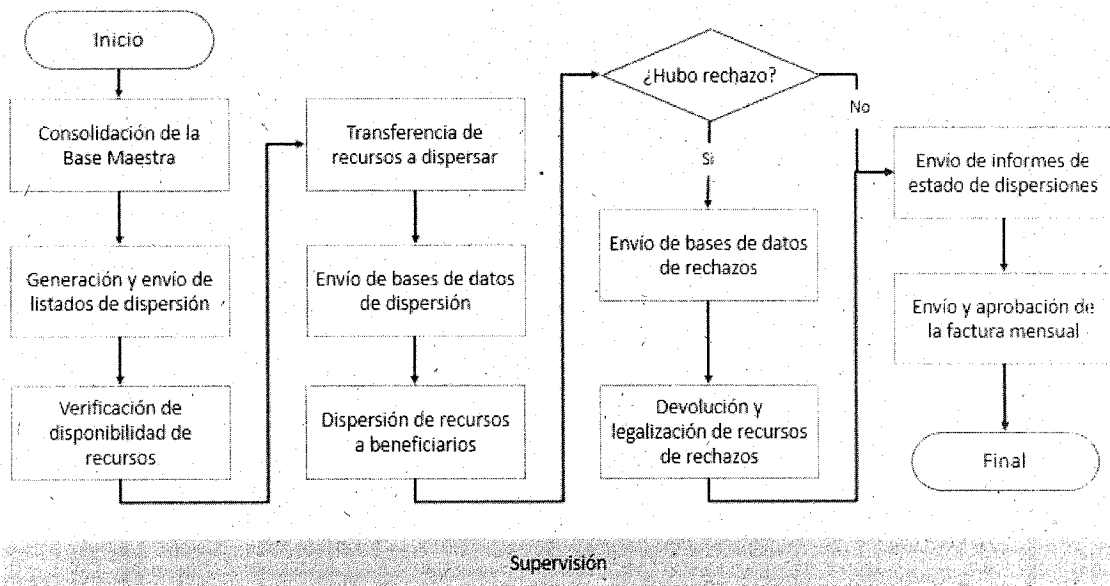 Inicio
Consolidación de la
Base Maestra
Generación y envío de
listados de dispersión
Verificación de
disponibilidad de
recursos
Transferencia de
recursos a dispersar
Envío de bases de datos
de dispersión
Dispersión de recursos
a beneficiarios
¿Hubo rechazo?
No
Si
Envío de bases de datos
de rechazos
Devolución y
legalización de recursos
de rechazos
Envío de informes de
estado de dispersiones
Envío y aprobación de
la factura mensual
Final
Supervisión